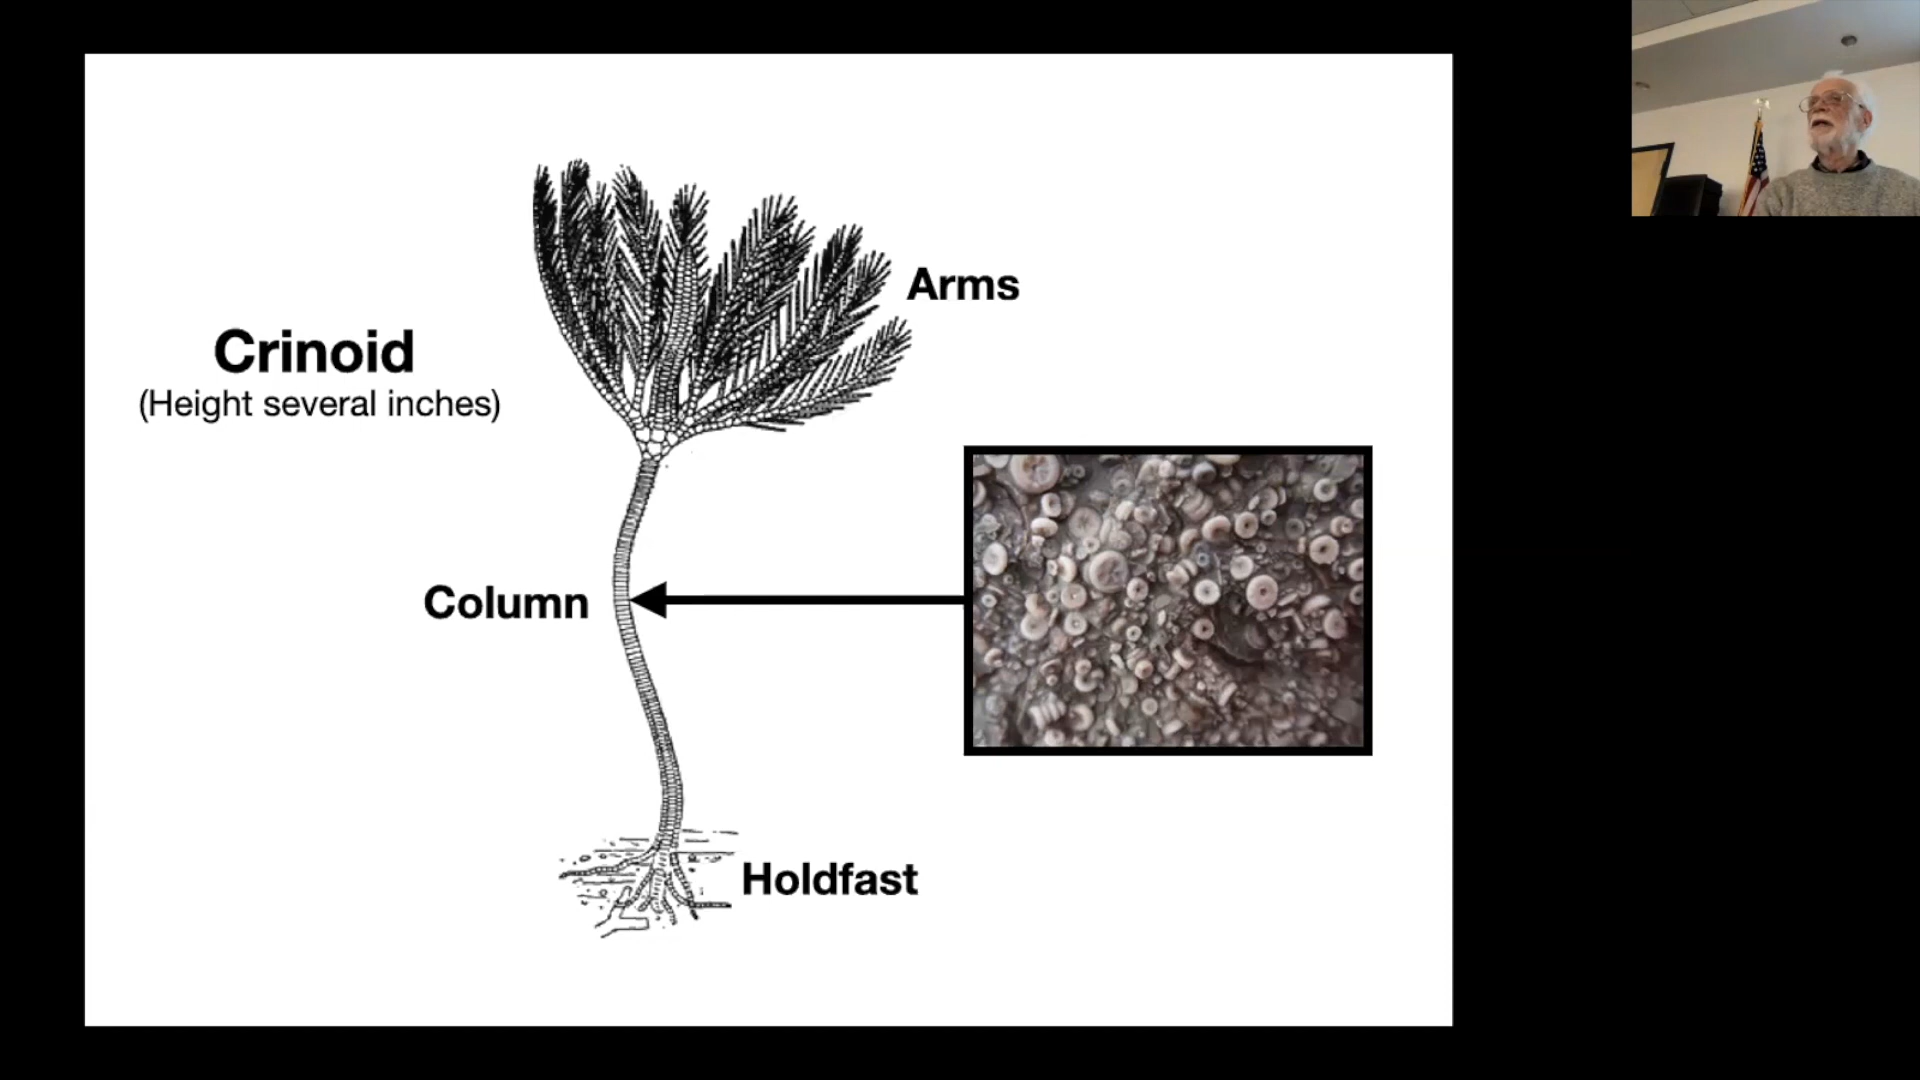 Crinoid
(Height several inches)
Arms
Column
Holdfast